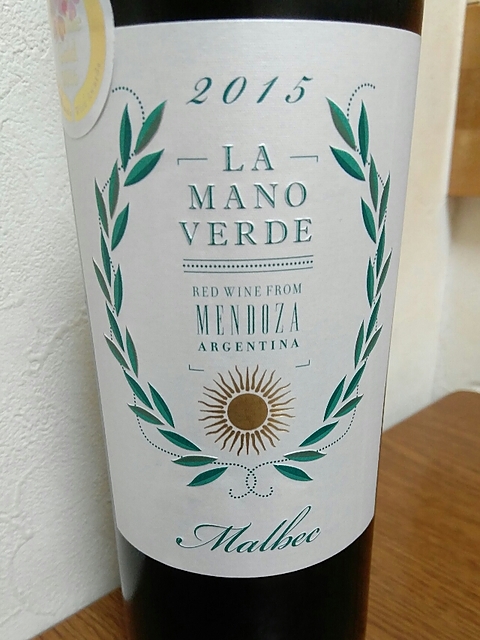 2015
LA
MANO
VERDE
RED WINE FROM
MENDOZA
ARGENTINA
Malbec